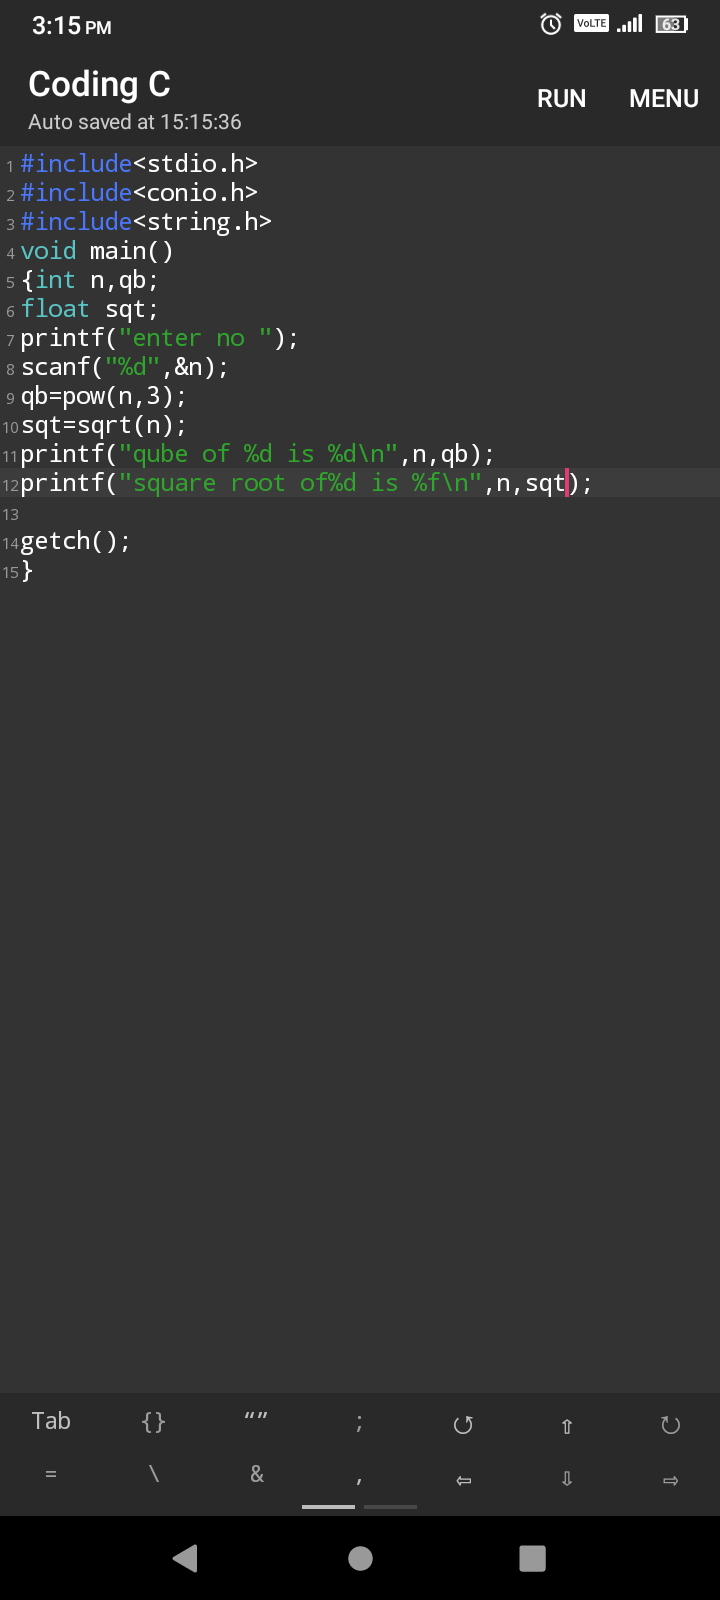 3:15 PM
VoLTE
63
Coding C
RUN
MENU
Auto saved at 15:15:36
1 #include<stdio.h>
2 #include<conio.h>
3 #include<string.h>
4 void main()
5 {int n,qb;
6 float sqt;
7 printf("enter no ");
8 scanf("%d",&n);
9 qb=pow(n,3);
10 sqt=sqrt(n);
11 printf("qube of %d is %d\n",n,qb);
12 printf("square root of%d is %f\n",n,sqt);
13
14 getch();
15 }
Tab {} “” ; ⭯ ⇧ ⭮
= \ & , ⇦ ⇩ ⇨